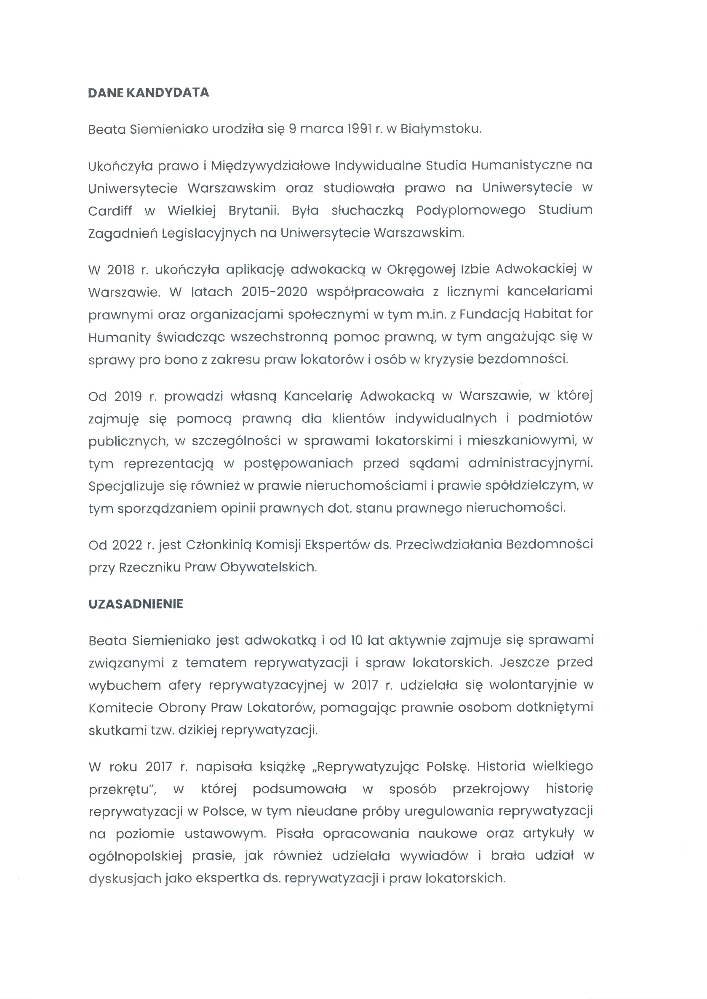 DANE KANDYDATA
Beata Siemieniako urodziła się 9 marca 1991 r. w Białymstoku.
Ukończyła prawo i Międzywydziałowe Indywidualne Studia Humanistyczne na
Uniwersytecie Warszawskim oraz studiowała prawo na Uniwersytecie w
Cardiff w Wielkiej Brytanii. Była słuchaczką Podyplomowego Studium
Zagadnień Legislacyjnych na Uniwersytecie Warszawskim.
W 2018 r. ukończyła aplikację adwokacką w Okręgowej Izbie Adwokackiej w
Warszawie. W latach 2015-2020 współpracowała z licznymi kancelariami
prawnymi oraz organizacjami społecznymi w tym m.in. z Fundacją Habitat for
Humanity świadcząc wszechstronną pomoc prawną, w tym angażując się w
sprawy pro bono z zakresu praw lokatorów i osób w kryzysie bezdomności.
Od 2019 r. prowadzi własną Kancelarię Adwokacką w Warszawie, w której
zajmuję się pomocą prawną dla klientów indywidualnych i podmiotów
publicznych, w szczególności w sprawami lokatorskimi i mieszkaniowymi, w
tym reprezentacją w postępowaniach przed sądami administracyjnymi.
Specjalizuje się również w prawie nieruchomościami i prawie spółdzielczym, w
tym sporządzaniem opinii prawnych dot. stanu prawnego nieruchomości.
Od 2022 r. jest Członkinią Komisji Ekspertów ds. Przeciwdziałania Bezdomności
przy Rzeczniku Praw Obywatelskich.
UZASADNIENIE
Beata Siemieniako jest adwokatką i od 10 lat aktywnie zajmuje się sprawami
związanymi z tematem reprywatyzacji i spraw lokatorskich. Jeszcze przed
wybuchem afery reprywatyzacyjnej w 2017 r. udzielała się wolontaryjnie w
Komitecie Obrony Praw Lokatorów, pomagając prawnie osobom dotkniętymi
skutkami tzw. dzikiej reprywatyzacji.
W roku 2017 r. napisała książkę „Reprywatyzując Polskę. Historia wielkiego
przekrętu", w której podsumowała w sposób przekrojowy historię
reprywatyzacji w Polsce, w tym nieudane próby uregulowania reprywatyzacji
na poziomie ustawowym. Pisała opracowania naukowe oraz artykuły w
ogólnopolskiej prasie, jak również udzielała wywiadów i brała udział w
dyskusjach jako ekspertka ds. reprywatyzacji i praw lokatorskich.